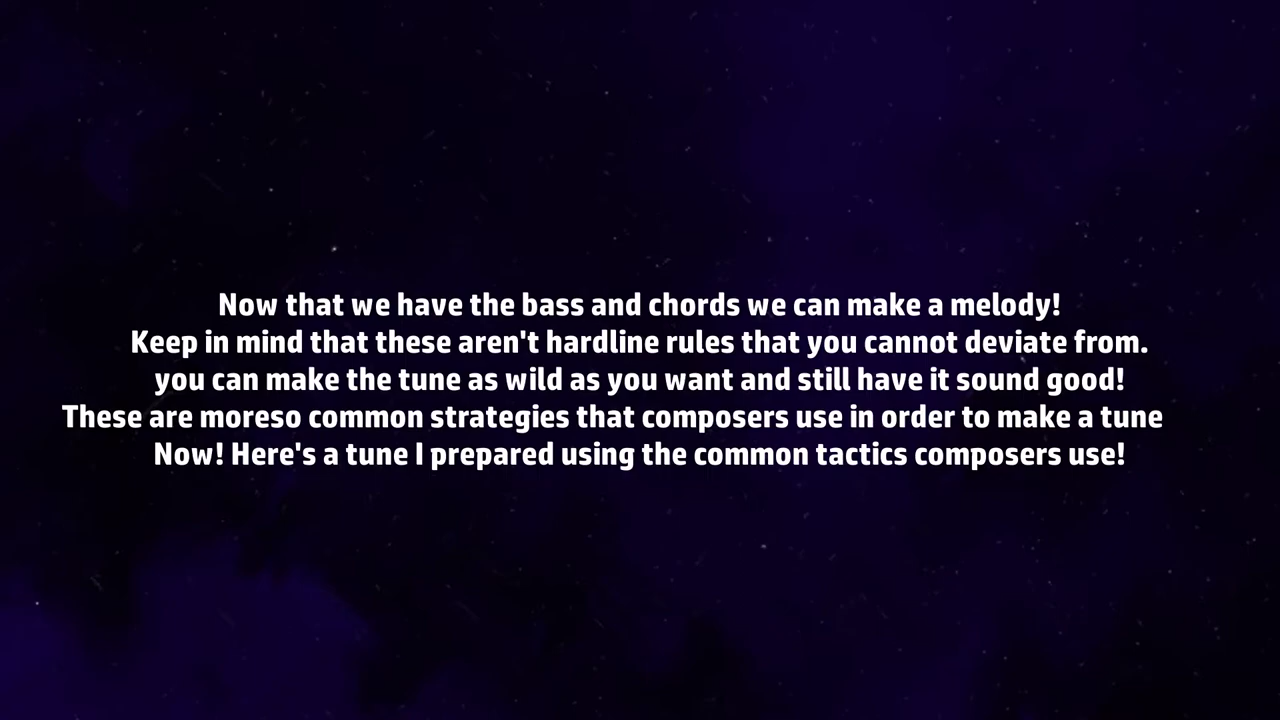 Now that we have the bass and chords we can make a melody!
Keep in mind that these aren't hardline rules that you cannot deviate from.
you can make the tune as wild as you want and still have it sound good!
These are moreso common strategies that composers use in order to make a tune
Now! Here's a tune I prepared using the common tactics composers use!